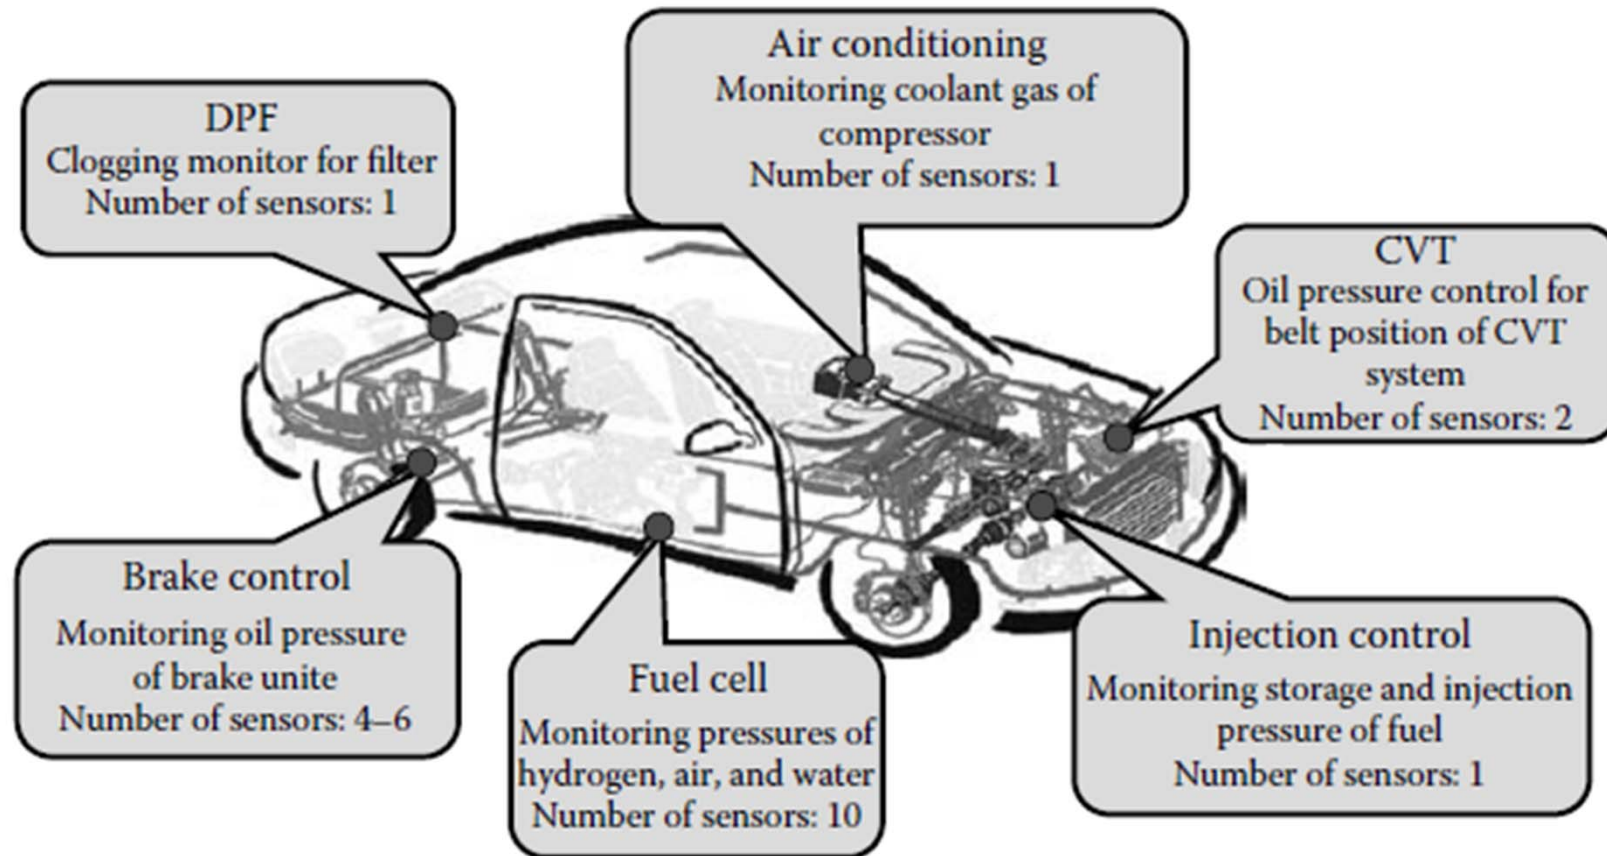 DPF
Clogging monitor for filter
Number of sensors: 1
Air conditioning
Monitoring coolant gas of
compressor
Number of sensors: 1
CVT
Oil pressure control for
belt position of CVT
system
Number of sensors: 2
Brake control
Monitoring oil pressure
of brake unite
Number of sensors: 4–6
Fuel cell
Monitoring pressures of
hydrogen, air, and water
Number of sensors: 10
Injection control
Monitoring storage and injection
pressure of fuel
Number of sensors: 1